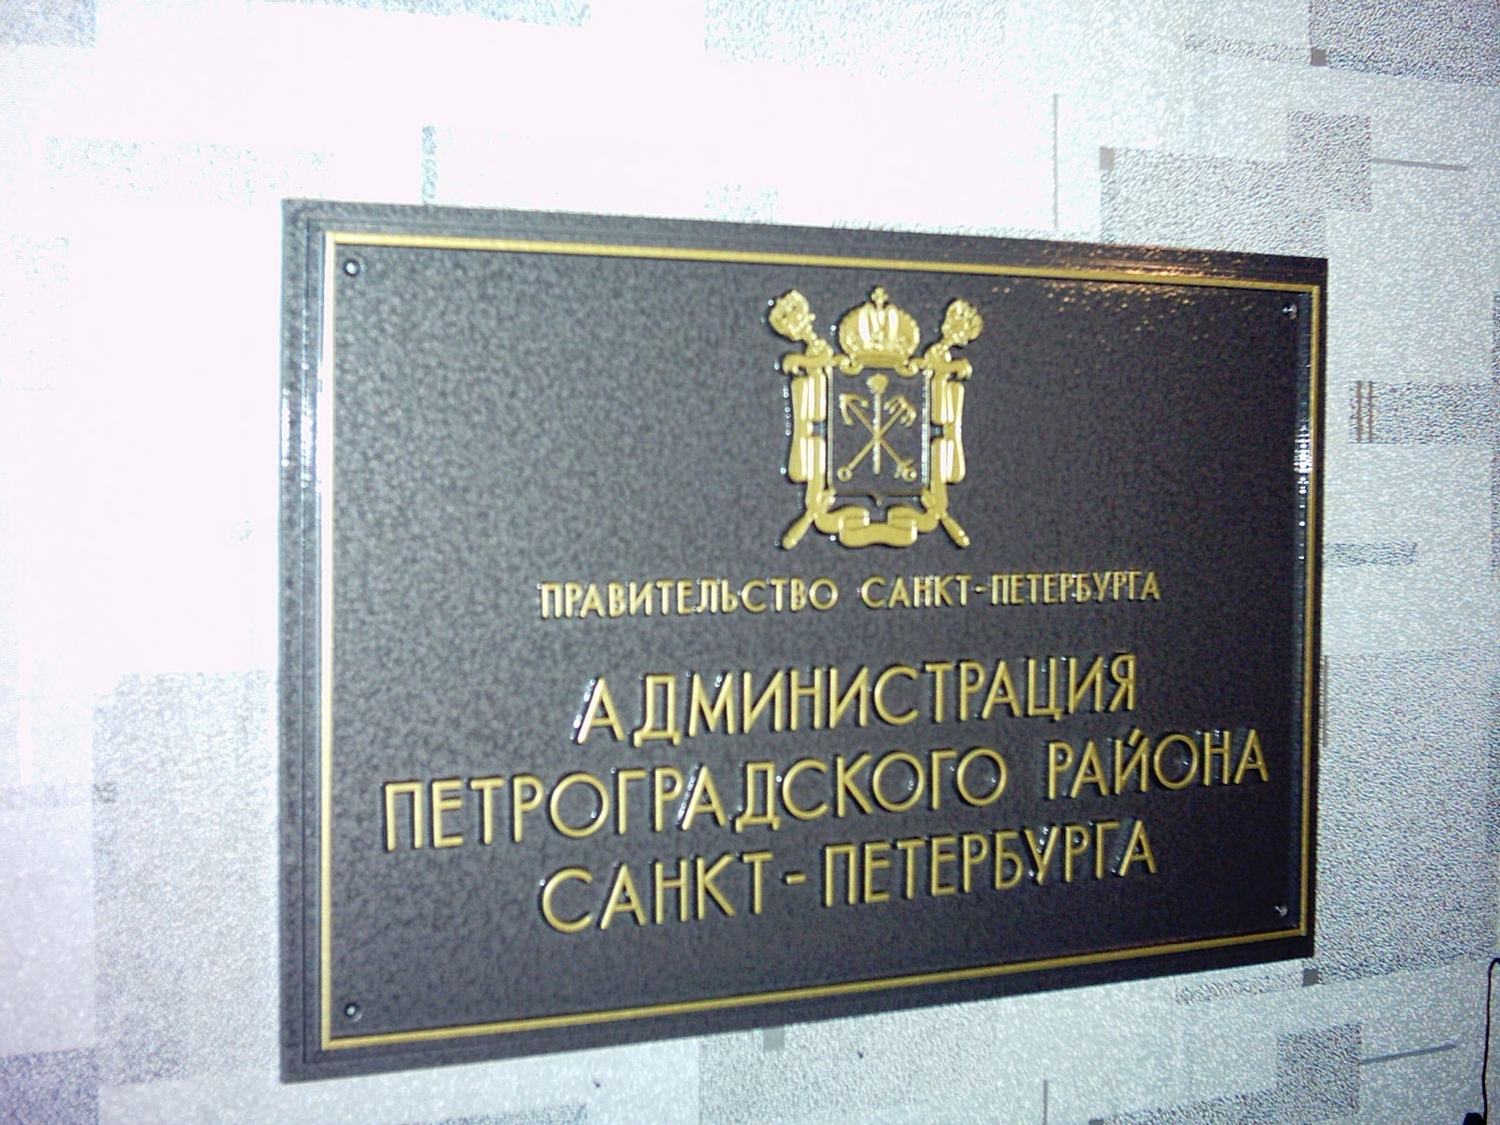 ПРАВИТЕЛЬСТВО САНКТ-ПЕТЕРБУРГА
АДМИНИСТРАЦИЯ
ПЕТРОГРАДСКОГО РАЙОНА
САНКТ-ПЕТЕРБУРГА